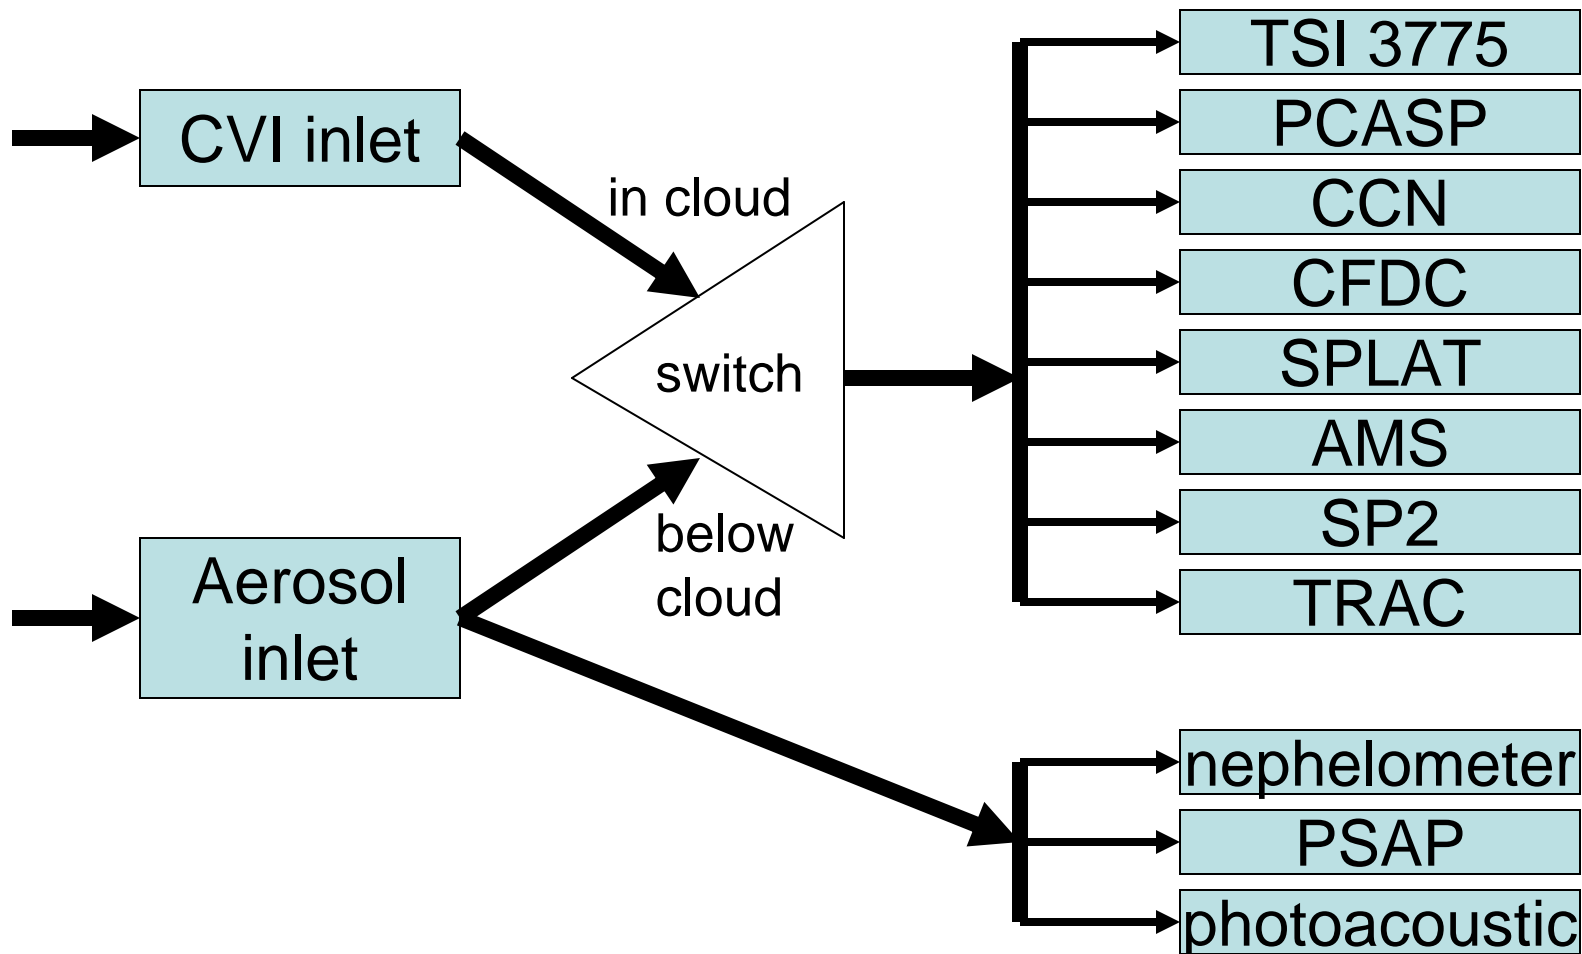 CVI inlet
in cloud
switch
below
cloud
Aerosol
inlet
TSI 3775
PCASP
CCN
CFDC
SPLAT
AMS
SP2
TRAC
nephelometer
PSAP
photoacoustic